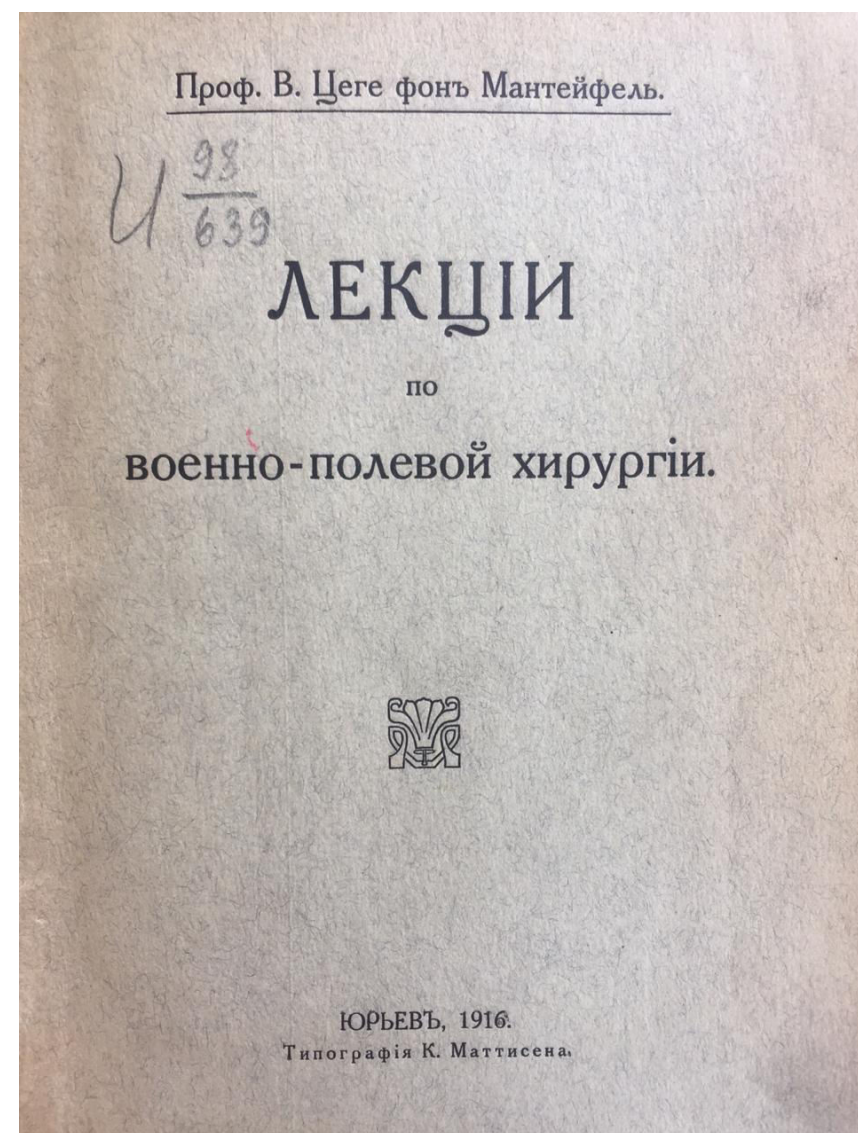 Проф. В. Цеге фонъ Мантейфель.
И 98
639
ЛЕКЦІИ
по
военно-полевой хирургіи.
ЮРЬЕВЪ, 1916.
Типографія К. Маттисена.